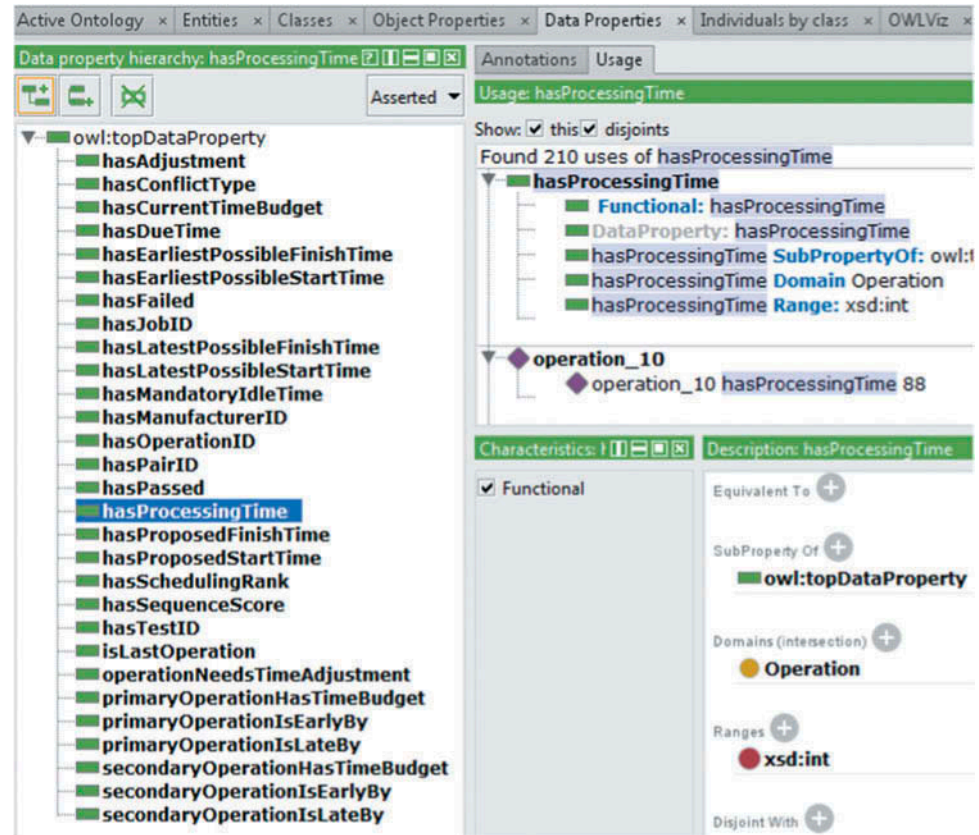 Active Ontology × Entities × Classes × Object Properties × Data Properties × Individuals by class × OWLViz ×
Data property hierarchy: hasProcessingTime
Asserted
owl:topDataProperty
hasAdjustment
hasConflictType
hasCurrentTimeBudget
hasDueTime
hasEarliestPossibleFinishTime
hasEarliestPossibleStartTime
hasFailed
hasJobID
hasLatestPossibleFinishTime
hasLatestPossibleStartTime
hasMandatoryIdleTime
hasManufacturerID
hasOperationID
hasPairID
hasPassed
hasProcessingTime
hasProposedFinishTime
hasProposedStartTime
hasSchedulingRank
hasSequenceScore
hasTestID
isLastOperation
operationNeedsTimeAdjustment
primaryOperationHasTimeBudget
primaryOperationIsEarlyBy
primaryOperationIsLateBy
secondaryOperationHasTimeBudget
secondaryOperationIsEarlyBy
secondaryOperationIsLateBy
Annotations Usage
Usage: hasProcessingTime
Show: this disjoints
Found 210 uses of hasProcessingTime
hasProcessingTime
Functional: hasProcessingTime
DataProperty: hasProcessingTime
hasProcessingTime SubPropertyOf: owl:t
hasProcessingTime Domain Operation
hasProcessingTime Range: xsd:int
operation_10
operation_10 hasProcessingTime 88
Characteristics: h
Functional
Description: hasProcessingTime
Equivalent To
SubProperty Of
owl:topDataProperty
Domains (intersection)
Operation
Ranges
xsd:int
Disjoint With